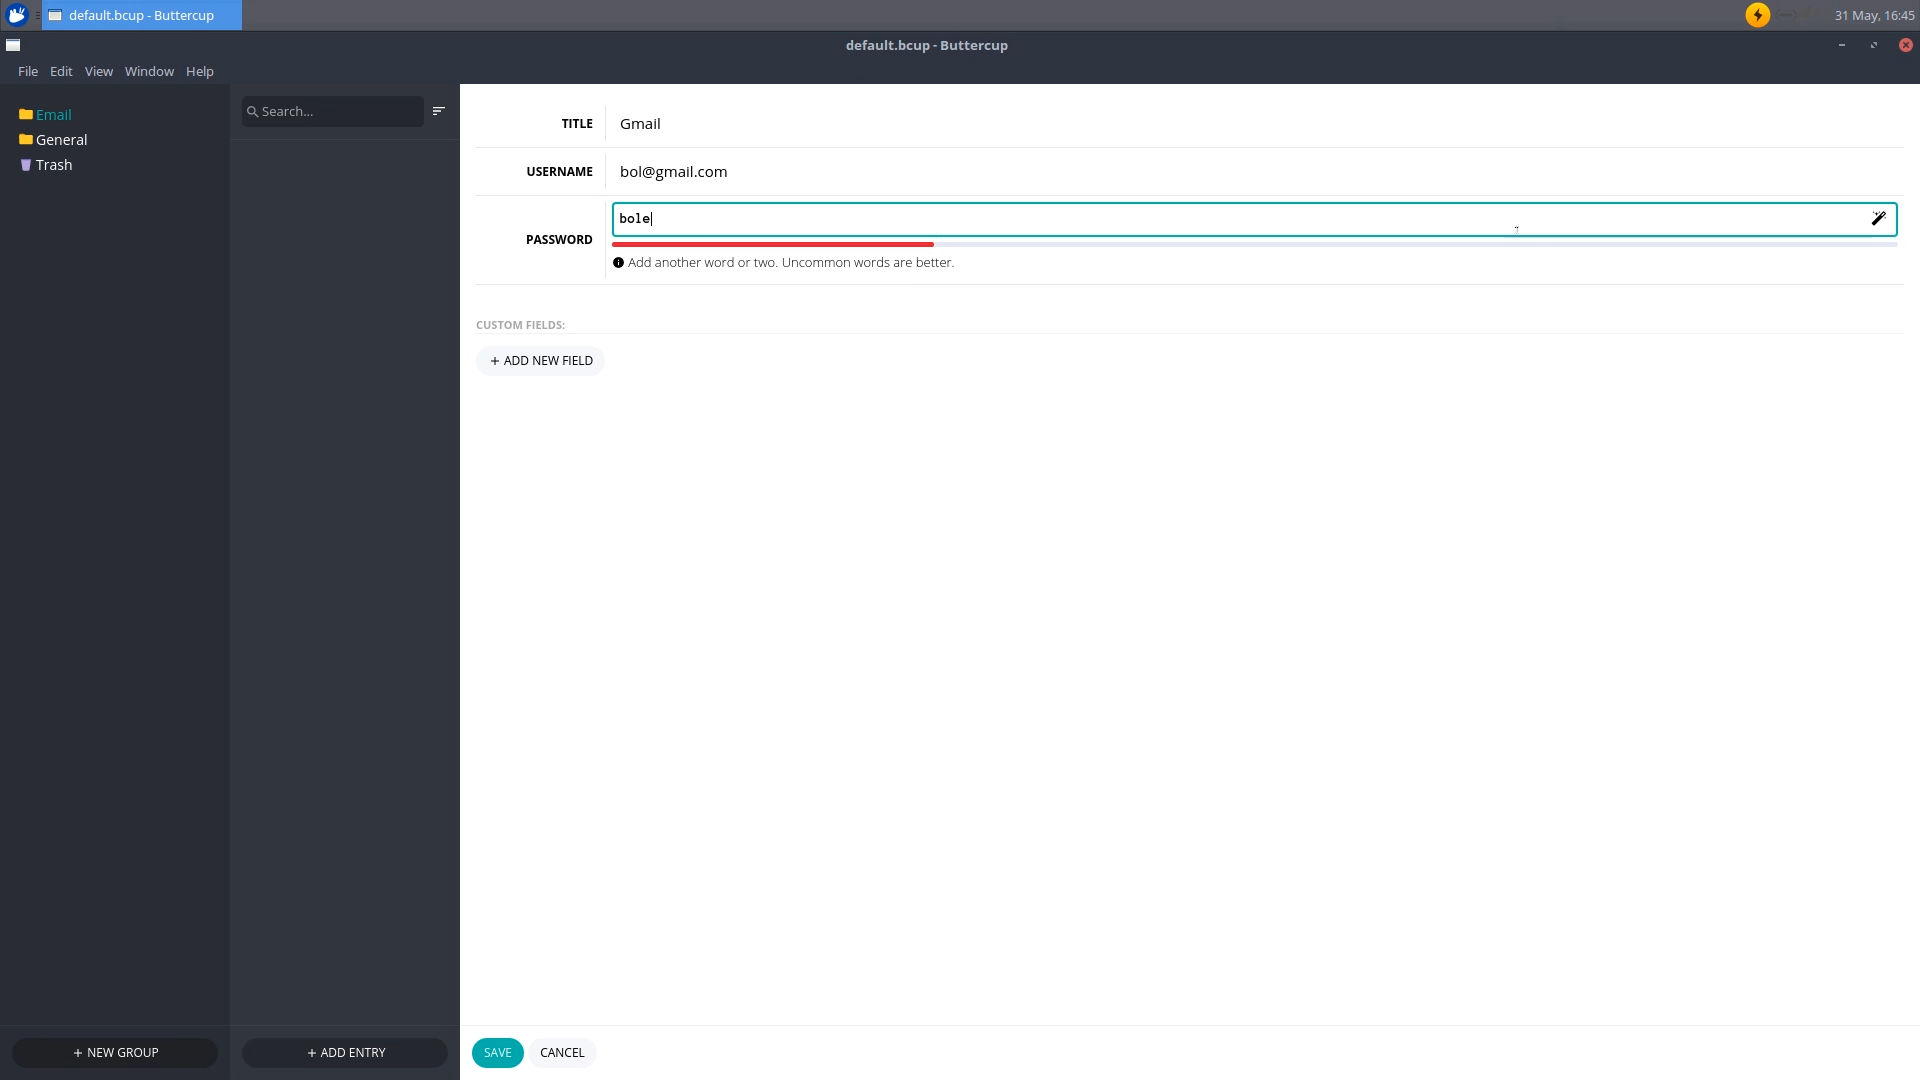 default.bcup - Buttercup
31 May, 16:45
default.bcup - Buttercup
File Edit View Window Help
Email
General
Trash
Search...
TITLE Gmail
USERNAME bol@gmail.com
PASSWORD bole
Add another word or two. Uncommon words are better.
CUSTOM FIELDS:
+ ADD NEW FIELD
+ NEW GROUP
+ ADD ENTRY
SAVE
CANCEL